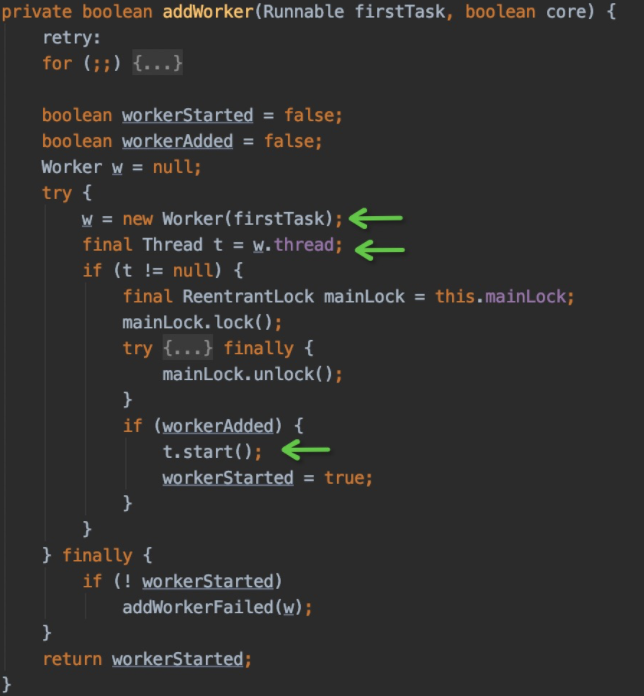 private boolean addWorker(Runnable firstTask, boolean core) {
retry:
for (;;) {...}
boolean workerStarted = false;
boolean workerAdded = false;
Worker w = null;
try {
w = new Worker(firstTask);
final Thread t = w.thread;
if (t != null) {
final ReentrantLock mainLock = this.mainLock;
mainLock.lock();
try {...} finally {
mainLock.unlock();
}
if (workerAdded) {
t.start();
workerStarted = true;
}
}
} finally {
if (! workerStarted)
addWorkerFailed(w);
}
return workerStarted;
}